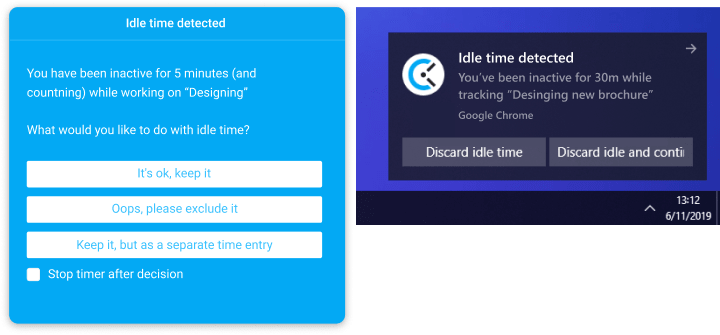 Idle time detected
You have been inactive for 5 minutes (and
countning) while working on “Designing”
What would you like to do with idle time?
It's ok, keep it
Oops, please exclude it
Keep it, but as a separate time entry
Stop timer after decision
Idle time detected
You've been inactive for 30m while
tracking “Desinging new brochure”
Google Chrome
Discard idle time
Discard idle and conti
13:12
6/11/2019